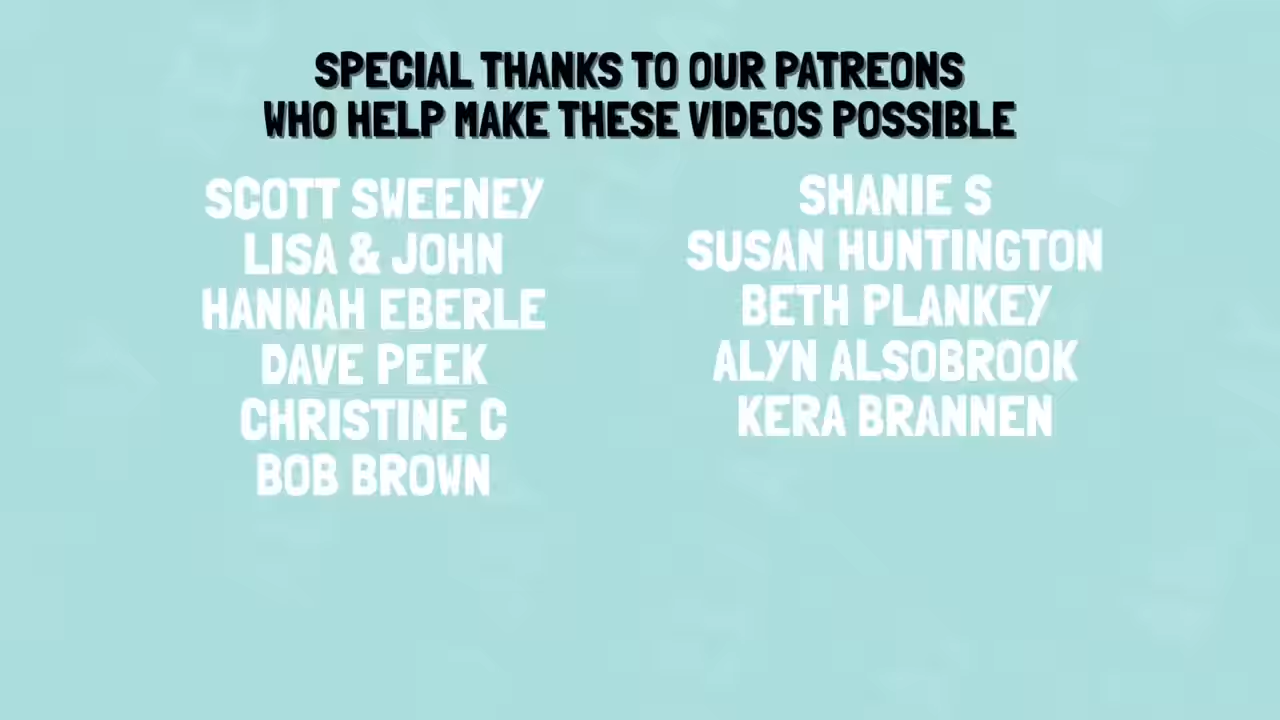 SPECIAL THANKS TO OUR PATREONS
WHO HELP MAKE THESE VIDEOS POSSIBLE
SCOTT SWEENEY
LISA & JOHN
HANNAH EBERLE
DAVE PEEK
CHRISTINE C
BOB BROWN
SHANIE S
SUSAN HUNTINGTON
BETH PLANKEY
ALYN ALSOBROOK
KERA BRANNEN